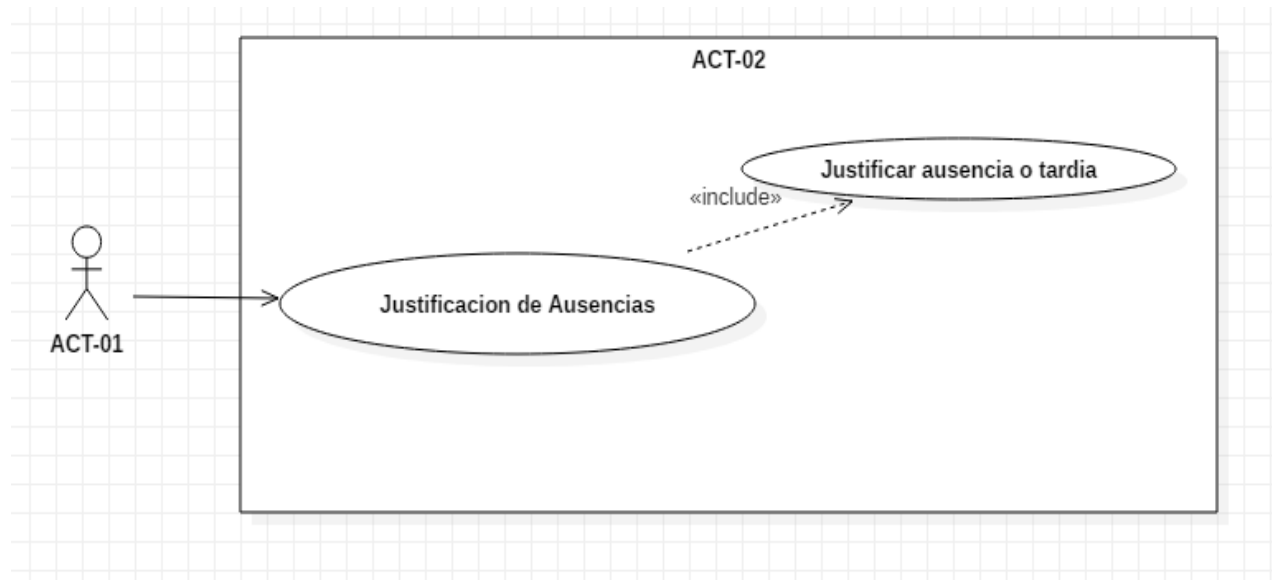 ACT-02
Justificar ausencia o tardia
«include»
Justificacion de Ausencias
ACT-01